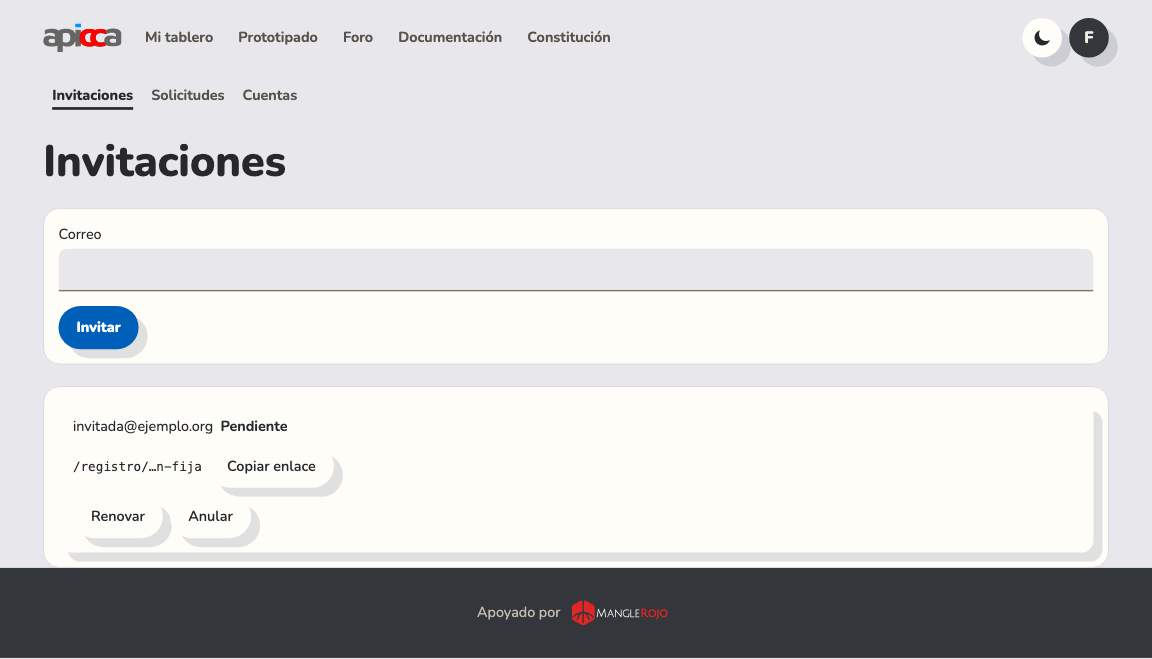 apicca Mi tablero Prototipado Foro Documentación Constitución F
Invitaciones Solicitudes Cuentas
Invitaciones
Correo
Invitar
invitada@ejemplo.org Pendiente
/registro/…n-fija Copiar enlace
Renovar Anular
Apoyado por MANGLEROJO